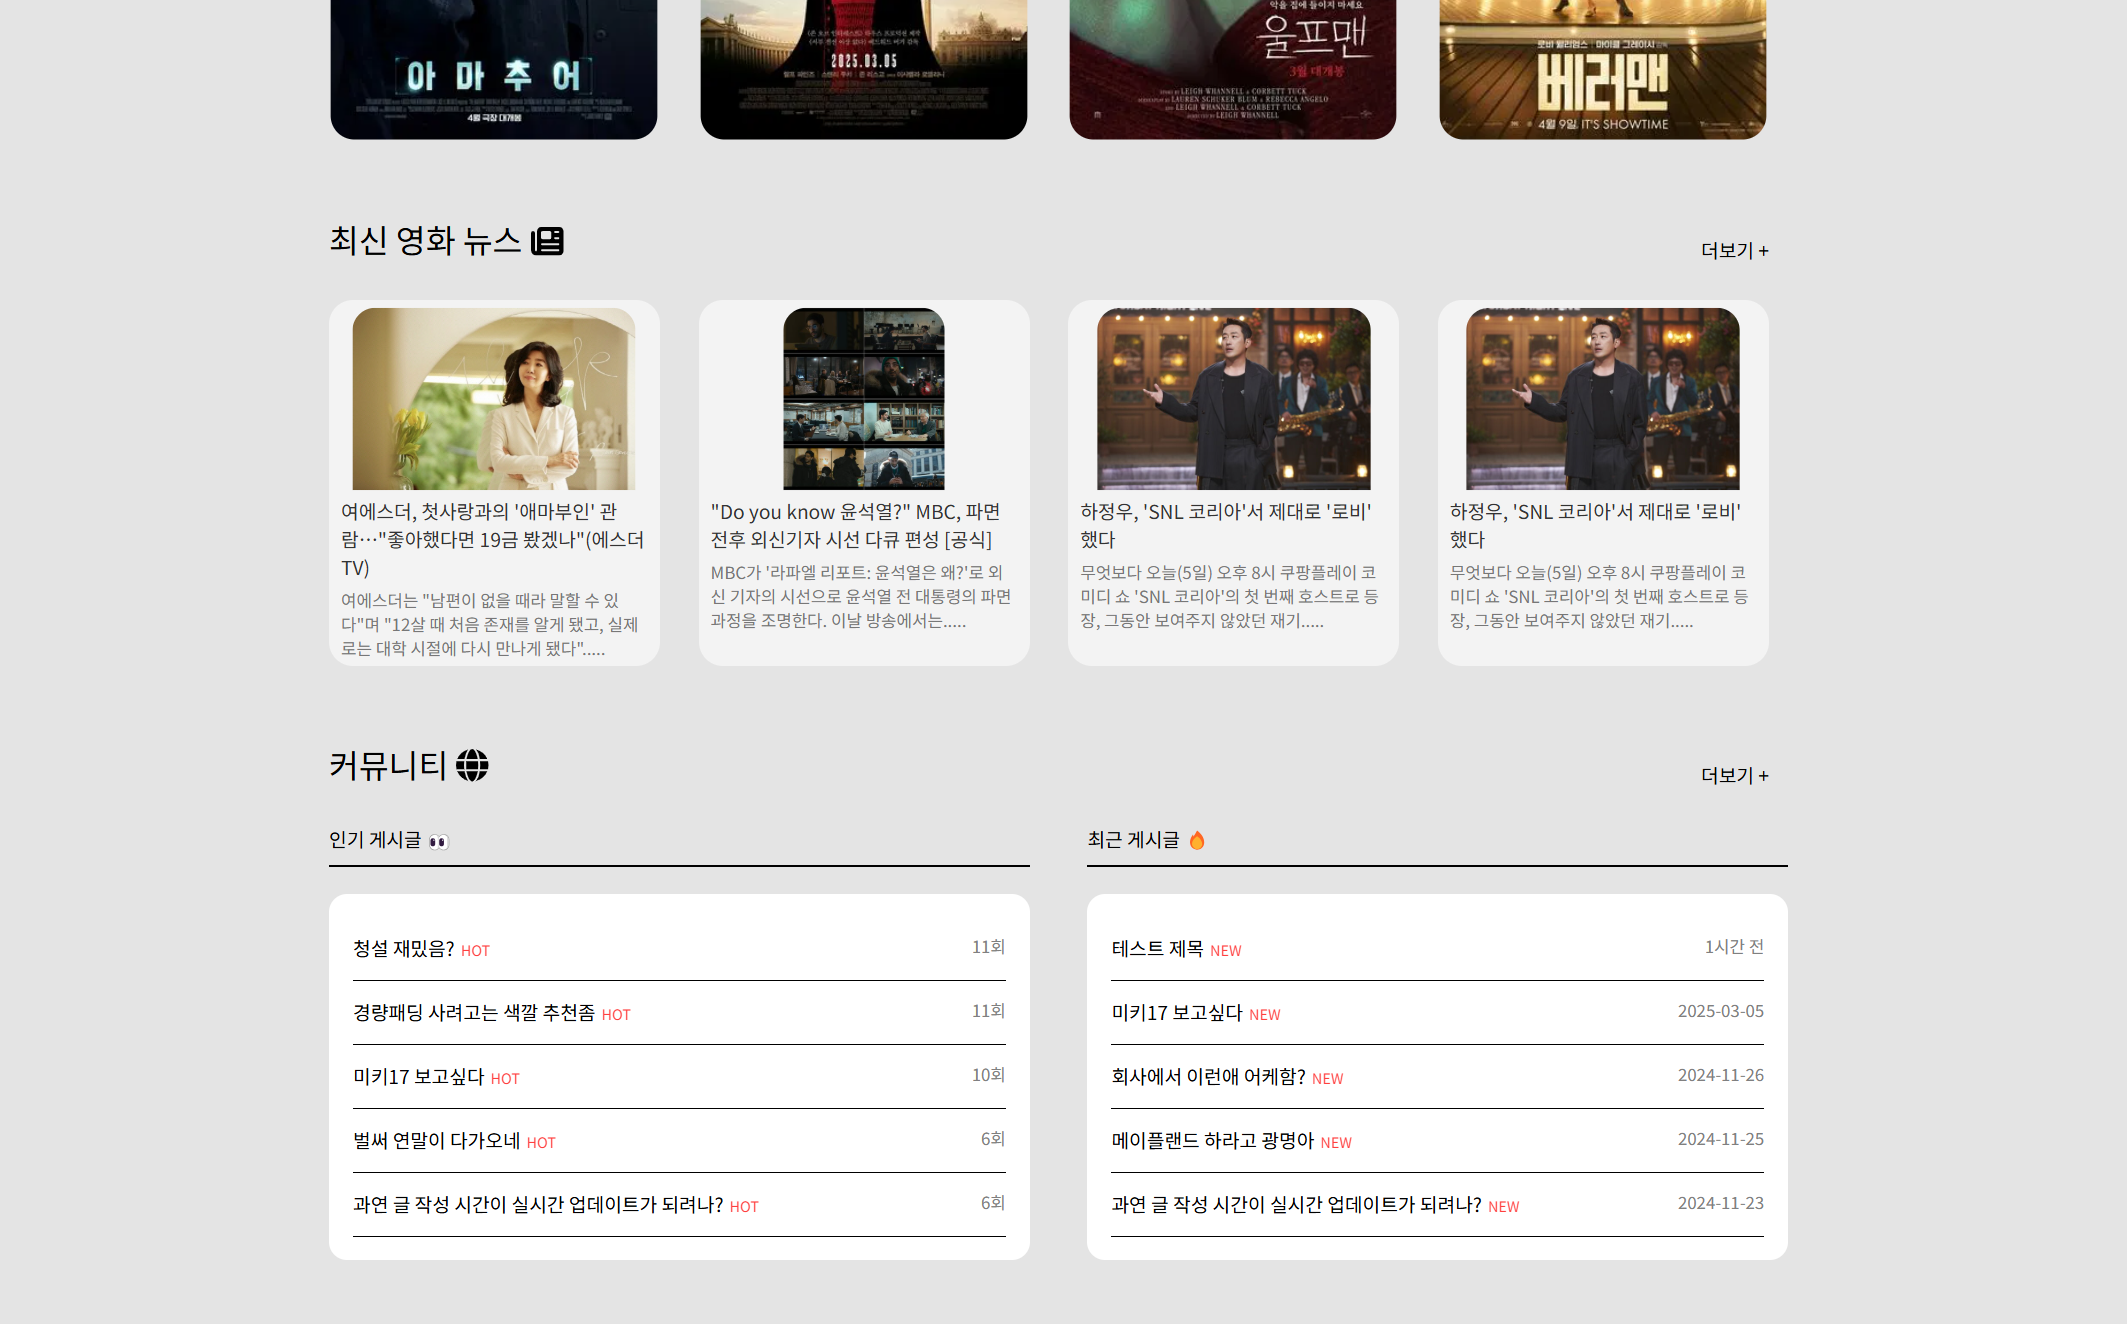 아마추어
4월 극장 대개봉
2025.03.05
악을 집에 들이지 마세요
울프맨
3월 대개봉
STORY BY LEIGH WHANNELL & CORBETT TUCK
SCREENPLAY BY LAUREN SCHUKER BLUM & REBECCA ANGELO
AND LEIGH WHANNELL & CORBETT TUCK
DIRECTED BY LEIGH WHANNELL
로비 윌리엄스 | 마이클 그레이시 감독
베러맨
4월 9일, IT'S SHOWTIME
최신 영화 뉴스
더보기 +
여에스더, 첫사랑과의 '애마부인' 관
람…"좋아했다면 19금 봤겠나"(에스더
TV)
여에스더는 "남편이 없을 때라 말할 수 있
다"며 "12살 때 처음 존재를 알게 됐고, 실제
로는 대학 시절에 다시 만나게 됐다".....
"Do you know 윤석열?" MBC, 파면
전후 외신기자 시선 다큐 편성 [공식]
MBC가 '라파엘 리포트: 윤석열은 왜?'로 외
신 기자의 시선으로 윤석열 전 대통령의 파면
과정을 조명한다. 이날 방송에서는.....
하정우, 'SNL 코리아'서 제대로 '로비'
했다
무엇보다 오늘(5일) 오후 8시 쿠팡플레이 코
미디 쇼 'SNL 코리아'의 첫 번째 호스트로 등
장, 그동안 보여주지 않았던 재기.....
하정우, 'SNL 코리아'서 제대로 '로비'
했다
무엇보다 오늘(5일) 오후 8시 쿠팡플레이 코
미디 쇼 'SNL 코리아'의 첫 번째 호스트로 등
장, 그동안 보여주지 않았던 재기.....
커뮤니티
더보기 +
인기 게시글 👀
청설 재밌음? HOT 11회
경량패딩 사려고는 색깔 추천좀 HOT 11회
미키17 보고싶다 HOT 10회
벌써 연말이 다가오네 HOT 6회
과연 글 작성 시간이 실시간 업데이트가 되려나? HOT 6회
최근 게시글 🔥
테스트 제목 NEW 1시간 전
미키17 보고싶다 NEW 2025-03-05
회사에서 이런애 어케함? NEW 2024-11-26
메이플랜드 하라고 광명아 NEW 2024-11-25
과연 글 작성 시간이 실시간 업데이트가 되려나? NEW 2024-11-23